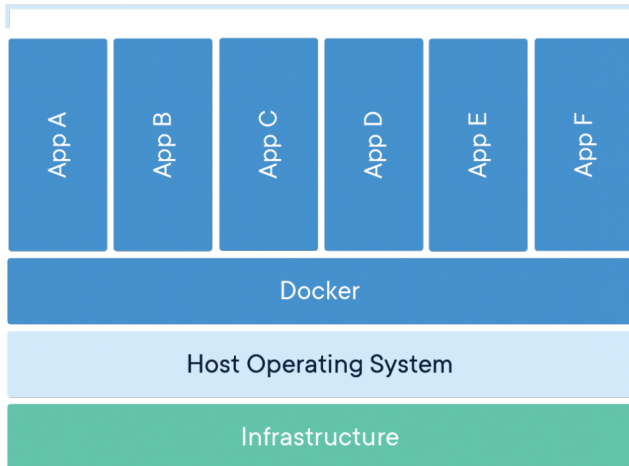 App A
App B
App C
App D
App E
App F
Docker
Host Operating System
Infrastructure